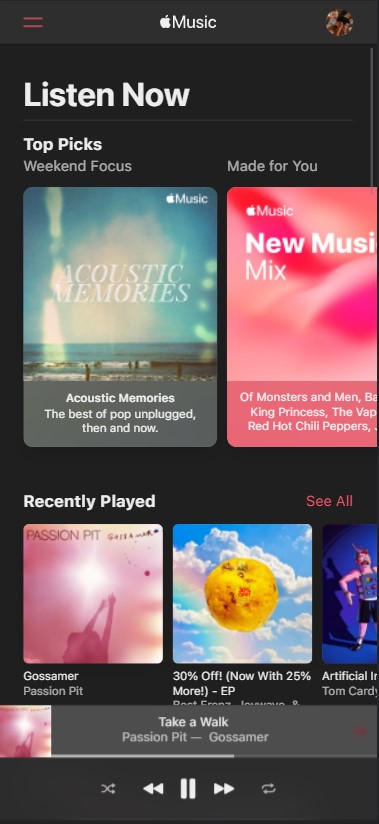 Music
Listen Now
Top Picks
Weekend Focus
Made for You
Music
ACOUSTIC
MEMORIES
Acoustic Memories
The best of pop unplugged,
then and now.
Music
New Musi
Mix
Of Monsters and Men, Ba
King Princess, The Vap
Red Hot Chili Peppers, J
Recently Played
See All
PASSION PIT GOSSAMER
Gossamer
Passion Pit
30% Off! (Now With 25%
More!) - EP
Best Frenz, Joywave, &
Artificial In
Tom Cardy
Take a Walk
Passion Pit — Gossamer